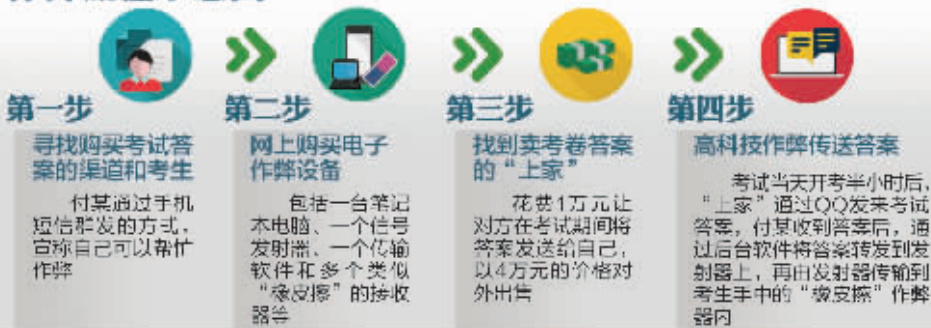 第一步
寻找购买考试答
案的渠道和考生
付某通过手机
短信群发的方式，
宣称自己可以帮忙
作弊
第二步
网上购买电子
作弊设备
包括一台笔记
本电脑、一个信号
发射器、一个传输
软件和多个类似
“橡皮擦”的接收
器等
第三步
找到卖考卷答案
的“上家”
花费1万元让
对方在考试期间将
答案发送给自己，
以4万元的价格对
外出售
第四步
高科技作弊传送答案
考试当天开考半小时后，
“上家”通过QQ发来考试
答案，付某收到答案后，通
过后台软件将答案转发到发
射器上，再由发射器传输到
考生手中的“橡皮擦”作弊
器内